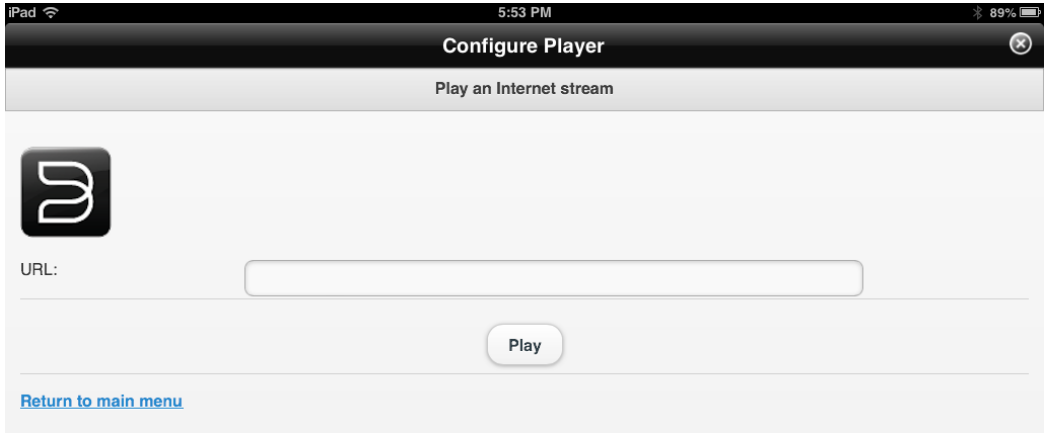 iPad 5:53 PM 89%
Configure Player
Play an Internet stream
URL:
Play
Return to main menu